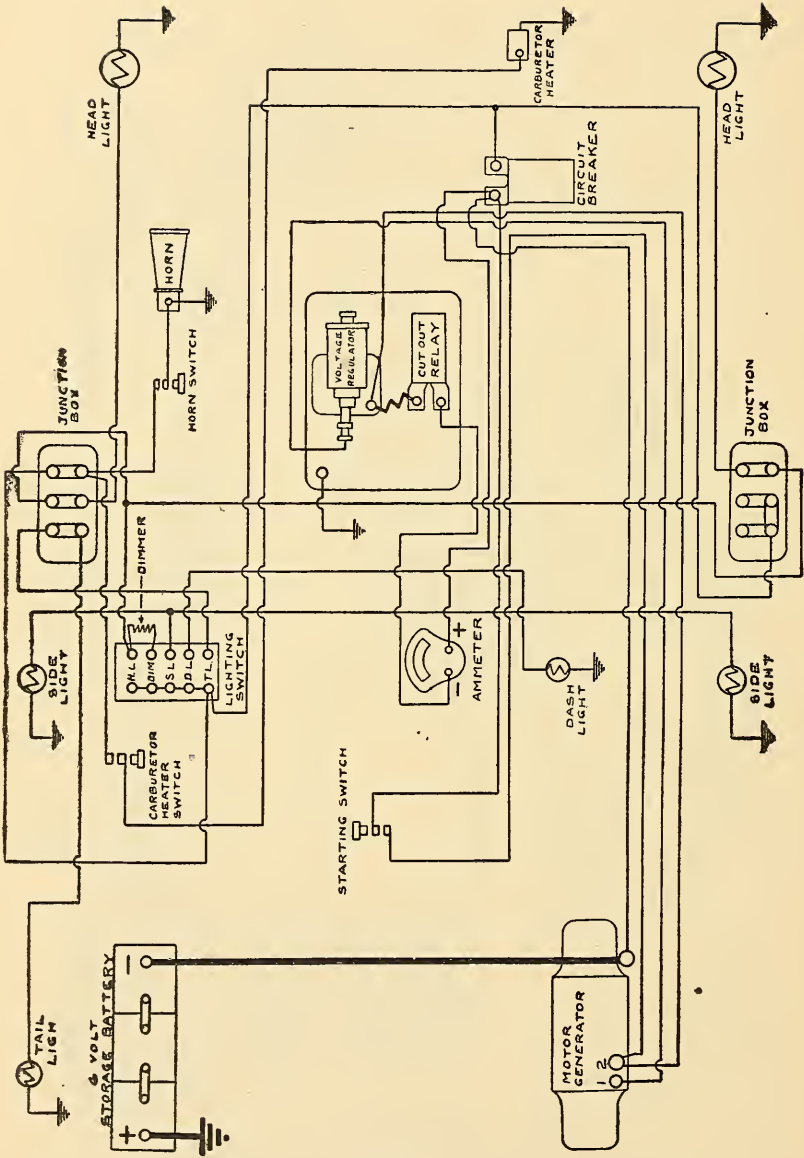 HEAD
LIGHT
HORN
HORN SWITCH
JUNCTION
BOX
DIMMER
H.L.
DIM
S.L.
D.L.
T.L.
LIGHTING
SWITCH
SIDE
LIGHT
CARBURETOR
HEATER
SWITCH
TAIL
LIGH
6 VOLT
STORAGE BATTERY
+
-
CARBURETOR
HEATER
CIRCUIT
BREAKER
VOLTAGE
REGULATOR
CUT OUT
RELAY
+
-
AMMETER
DASH
LIGHT
STARTING SWITCH
MOTOR
GENERATOR
1
2
HEAD
LIGHT
JUNCTION
BOX
SIDE
LIGHT